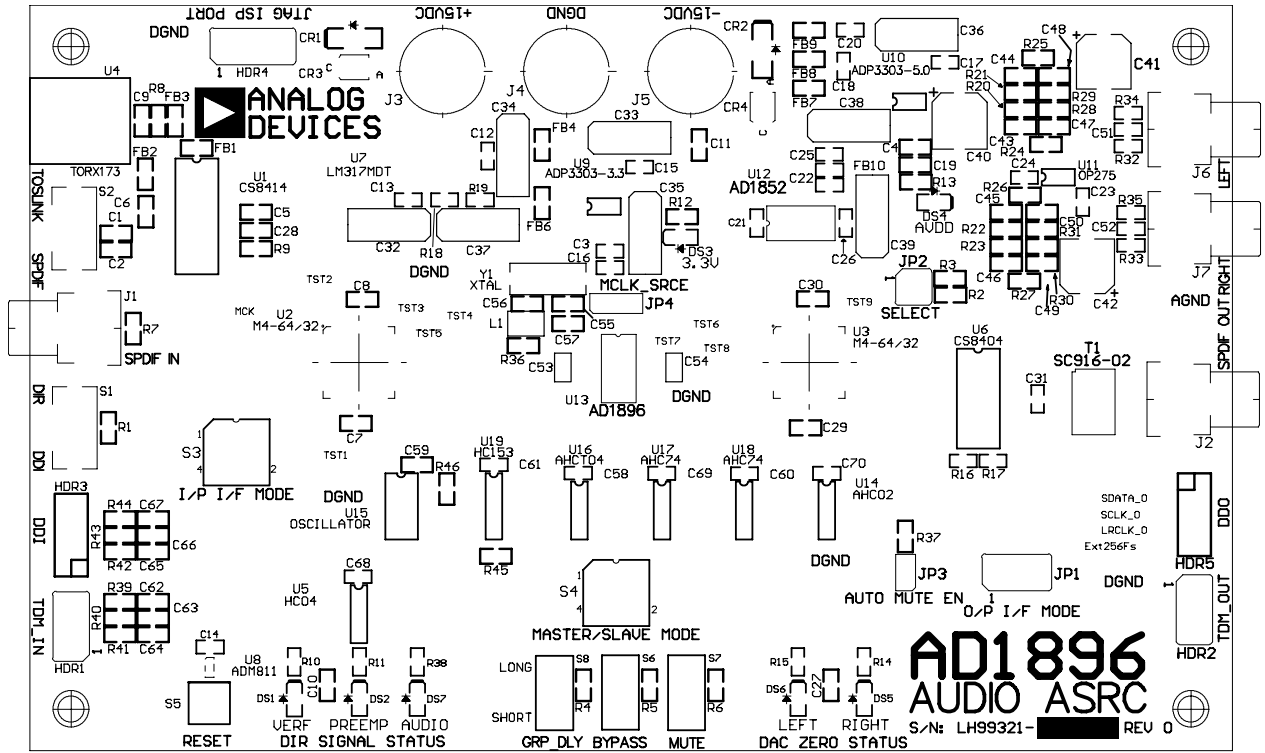 JTAG ISP PORT
+15VDC
DGND
-15VDC
DGND
CR1
CR2
C20
U10
C36
C48
HDR4
1
CR3
C
A
J3
J4
J5
FB9
FB8
FB7
ADP3303-5.0
C17
C18
C44
R25
C41
U4
R8
C9
FB3
ANALOG
DEVICES
C34
C33
CR4
A
C
C38
R21
R20
R29
R28
C47
C43
R24
R34
C51
R32
J6
LEFT
TORX173
FB2
FB1
U1
CS8414
U7
LM317MDT
C12
FB4
U9
ADP3303-3.3
C15
C11
C25
C22
C4
C19
C40
R13
FB10
U12
AD1852
C24
U11
OP275
C23
TOSLINK
SPDIF
S2
C6
C1
C2
C5
C28
R9
C13
R19
C32
R18
C37
DGND
FB6
C35
R12
DS3
3.3V
C21
C26
C39
DS4
AVDD
R26
C45
R22
R23
C46
R27
C50
R31
R30
C49
C42
R35
C52
R33
J7
RIGHT
AGND
C3
C16
MCLK_SRCE
JP4
Y1
XTAL
JP2
SELECT
R3
R2
J1
R7
SPDIF IN
MCK
U2
M4-64/32
TST2
C8
TST3
TST5
TST4
C56
L1
R36
C55
C57
C53
C54
U13
AD1896
TST6
TST7
TST8
DGND
C30
TST9
U3
M4-64/32
C29
U6
CS8404
T1
SC916-02
C31
SPDIF OUT
J2
DIR
DDI
S1
R1
S3
1
4
2
I/P I/F MODE
C7
TST1
DGND
C59
R46
U15
OSCILLATOR
U19
HC153
C61
U16
AHCT04
C58
U17
AHC74
C69
U18
AHC74
C60
C70
U14
AHC02
DGND
R45
R16
R17
HDR3
DDI
R44
C67
R43
C66
R42
C65
SDATA_O
SCLK_O
LRCLK_O
Ext256Fs
DDO
HDR5
R37
JP3
AUTO MUTE EN
JP1
1
O/P I/F MODE
DGND
1
TDM_OUT
HDR2
TDM_IN
HDR1
1
R39
C62
R40
C63
R41
C64
U5
HC04
C68
S4
1
4
2
MASTER/SLAVE MODE
C14
U8
ADM811
S5
RESET
R10
C10
DS1
VERF
R11
DS2
PREEMP
R38
DS7
AUDIO
DIR SIGNAL STATUS
LONG
SHORT
S8
R4
GRP_DLY
S6
R5
BYPASS
S7
R6
MUTE
R15
DS6
LEFT
C27
R14
DS5
RIGHT
DAC ZERO STATUS
AD1896
AUDIO ASRC
S/N: LH99321-
REV 0